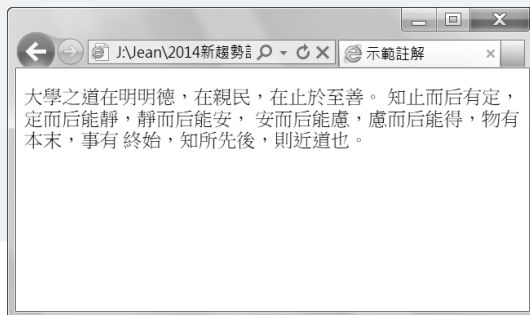 J:\Jean\2014新趨勢
示範註解
大學之道在明明德,在親民,在止於至善。 知止而后有定,
定而后能靜,靜而后能安, 安而后能慮,慮而后能得,物有
本末,事有 終始,知所先後,則近道也。